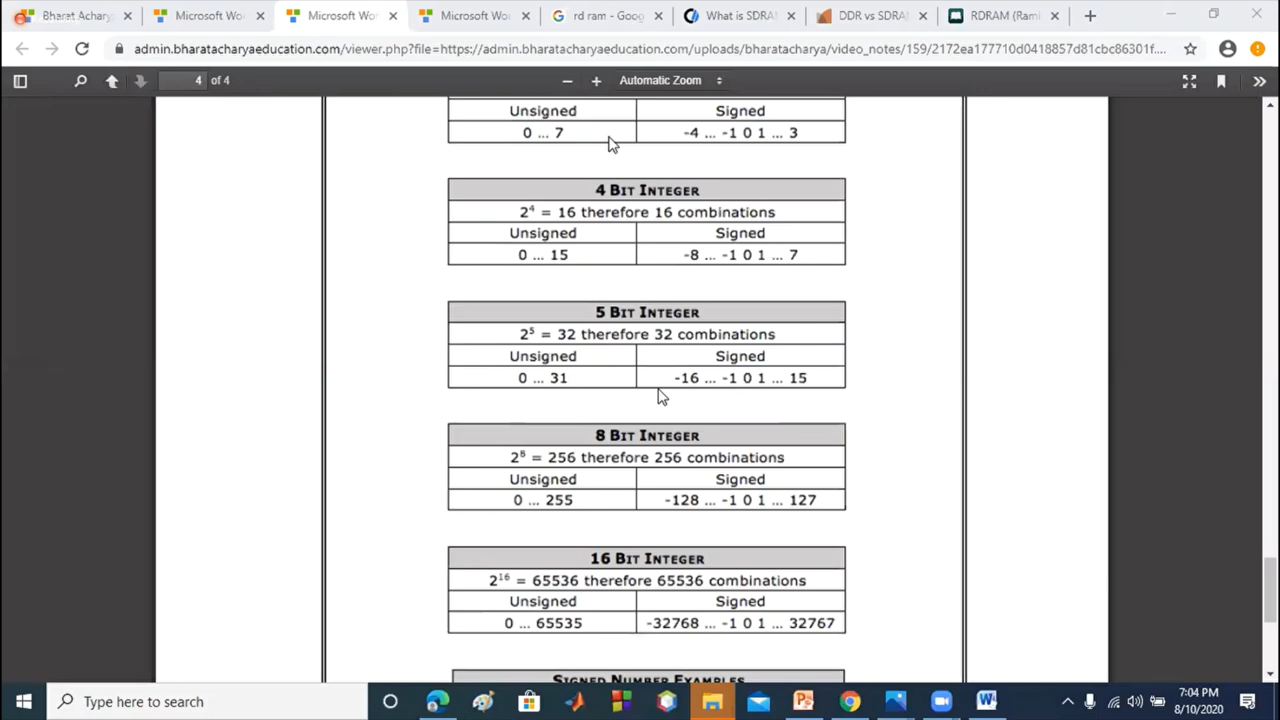 Bharat Achary
Microsoft Wo
Microsoft Wo
Microsoft Wo
rd ram - Goog
What is SDRA
DDR vs SDRA
RDRAM (Ram
admin.bharatacharyaeducation.com/viewer.php?file=https://admin.bharatacharyaeducation.com/uploads/bharatacharya/video_notes/159/2172ea177710d0418857d81cbc86301f....
4 of 4
Automatic Zoom
Unsigned Signed
0 ... 7 -4 ... -1 0 1 ... 3
4 BIT INTEGER
2⁴ = 16 therefore 16 combinations
Unsigned Signed
0 ... 15 -8 ... -1 0 1 ... 7
5 BIT INTEGER
2⁵ = 32 therefore 32 combinations
Unsigned Signed
0 ... 31 -16 ... -1 0 1 ... 15
8 BIT INTEGER
2⁸ = 256 therefore 256 combinations
Unsigned Signed
0 ... 255 -128 ... -1 0 1 ... 127
16 BIT INTEGER
2¹⁶ = 65536 therefore 65536 combinations
Unsigned Signed
0 ... 65535 -32768 ... -1 0 1 ... 32767
SIGNED NUMBER EXAMPLES
Type here to search
7:04 PM
8/10/2020